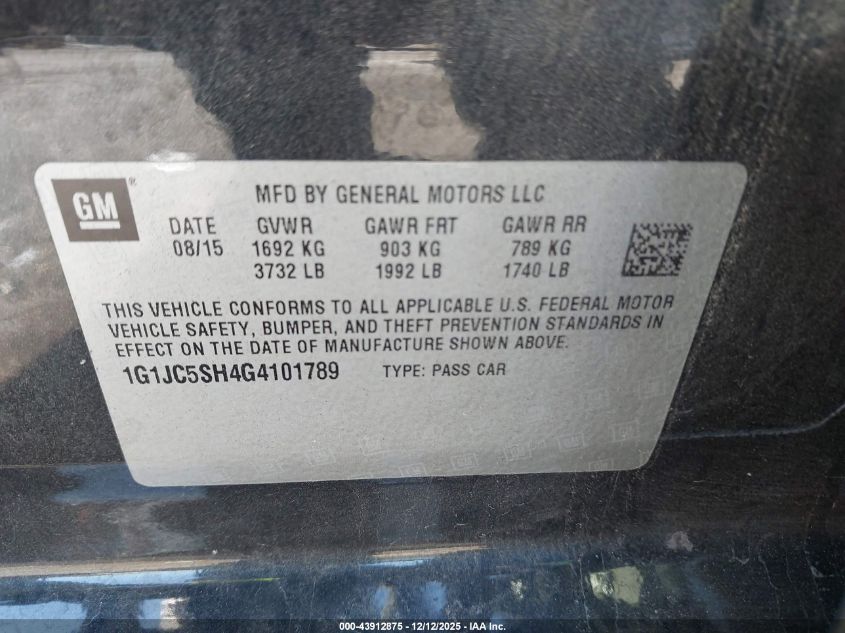 GM
®
MFD BY GENERAL MOTORS LLC
DATE GVWR GAWR FRT GAWR RR
08/15 1692 KG 903 KG 789 KG
3732 LB 1992 LB 1740 LB
THIS VEHICLE CONFORMS TO ALL APPLICABLE U.S. FEDERAL MOTOR
VEHICLE SAFETY, BUMPER, AND THEFT PREVENTION STANDARDS IN
EFFECT ON THE DATE OF MANUFACTURE SHOWN ABOVE.
1G1JC5SH4G4101789 TYPE: PASS CAR
000-43912875 - 12/12/2025 - IAA Inc.